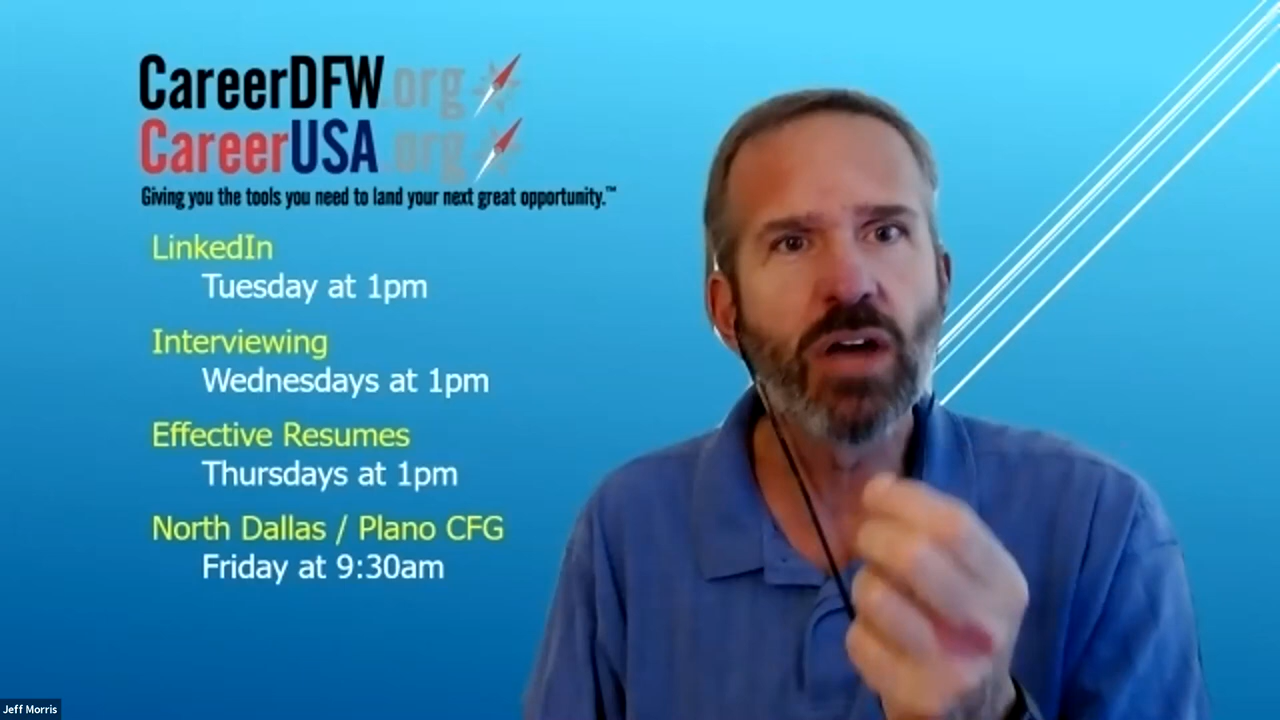 CareerDFW.org
CareerUSA.org
Giving you the tools you need to land your next great opportunity.™
LinkedIn
Tuesday at 1pm
Interviewing
Wednesdays at 1pm
Effective Resumes
Thursdays at 1pm
North Dallas / Plano CFG
Friday at 9:30am
Jeff Morris